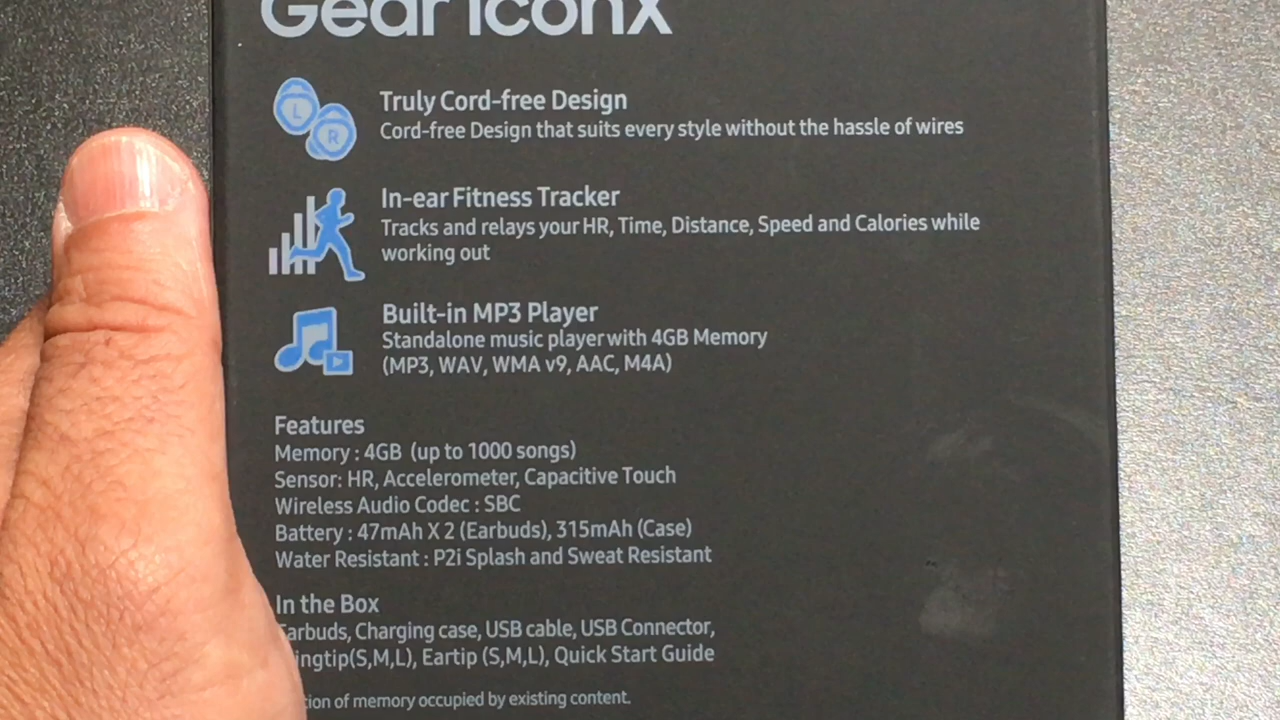 Gear IconX
L
R
Truly Cord-free Design
Cord-free Design that suits every style without the hassle of wires
In-ear Fitness Tracker
Tracks and relays your HR, Time, Distance, Speed and Calories while
working out
Built-in MP3 Player
Standalone music player with 4GB Memory
(MP3, WAV, WMA v9, AAC, M4A)
Features
Memory : 4GB (up to 1000 songs)
Sensor: HR, Accelerometer, Capacitive Touch
Wireless Audio Codec : SBC
Battery : 47mAh X 2 (Earbuds), 315mAh (Case)
Water Resistant : P2i Splash and Sweat Resistant
In the Box
Earbuds, Charging case, USB cable, USB Connector,
ingtip(S,M,L), Eartip (S,M,L), Quick Start Guide
tion of memory occupied by existing content.